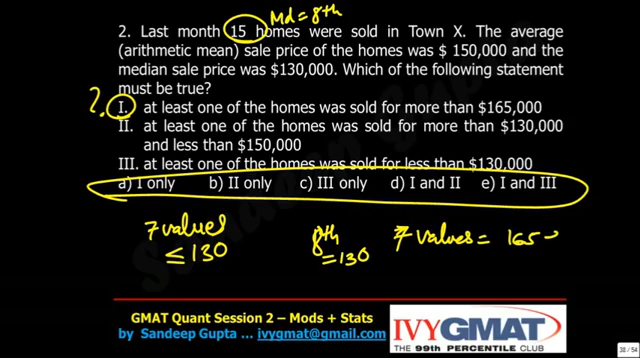 Md = 8th
2. Last month 15 homes were sold in Town X. The average
(arithmetic mean) sale price of the homes was $ 150,000 and the
median sale price was $130,000. Which of the following statement
must be true?
?. I. at least one of the homes was sold for more than $165,000
II. at least one of the homes was sold for more than $130,000
and less than $150,000
III. at least one of the homes was sold for less than $130,000
a) I only b) II only c) III only d) I and II e) I and III
7 values 8th 7 values = 165
≤ 130 = 130
GMAT Quant Session 2 – Mods + Stats
by Sandeep Gupta ... ivygmat@gmail.com
IVYGMAT
THE 99th PERCENTILE CLUB
38 / 54